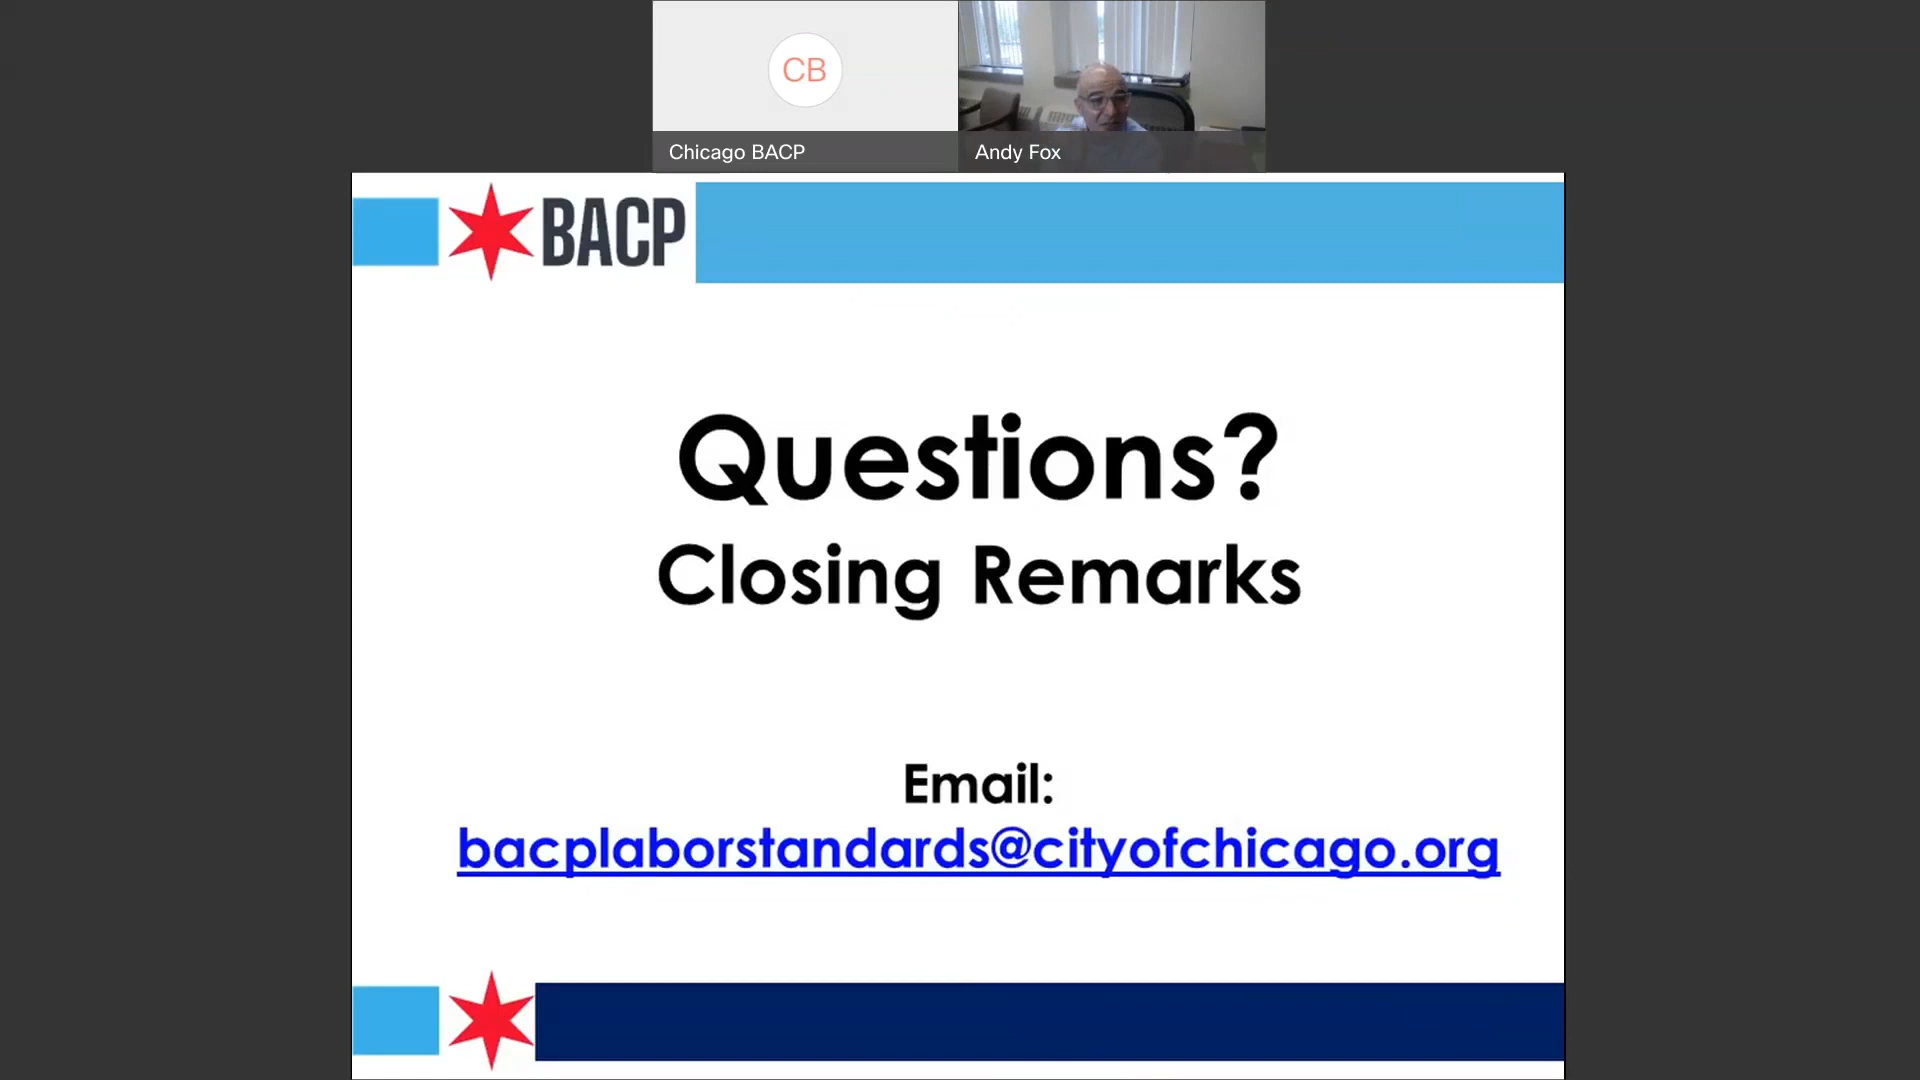 CB
Chicago BACP
Andy Fox
BACP
Questions?
Closing Remarks
Email:
bacplaborstandards@cityofchicago.org